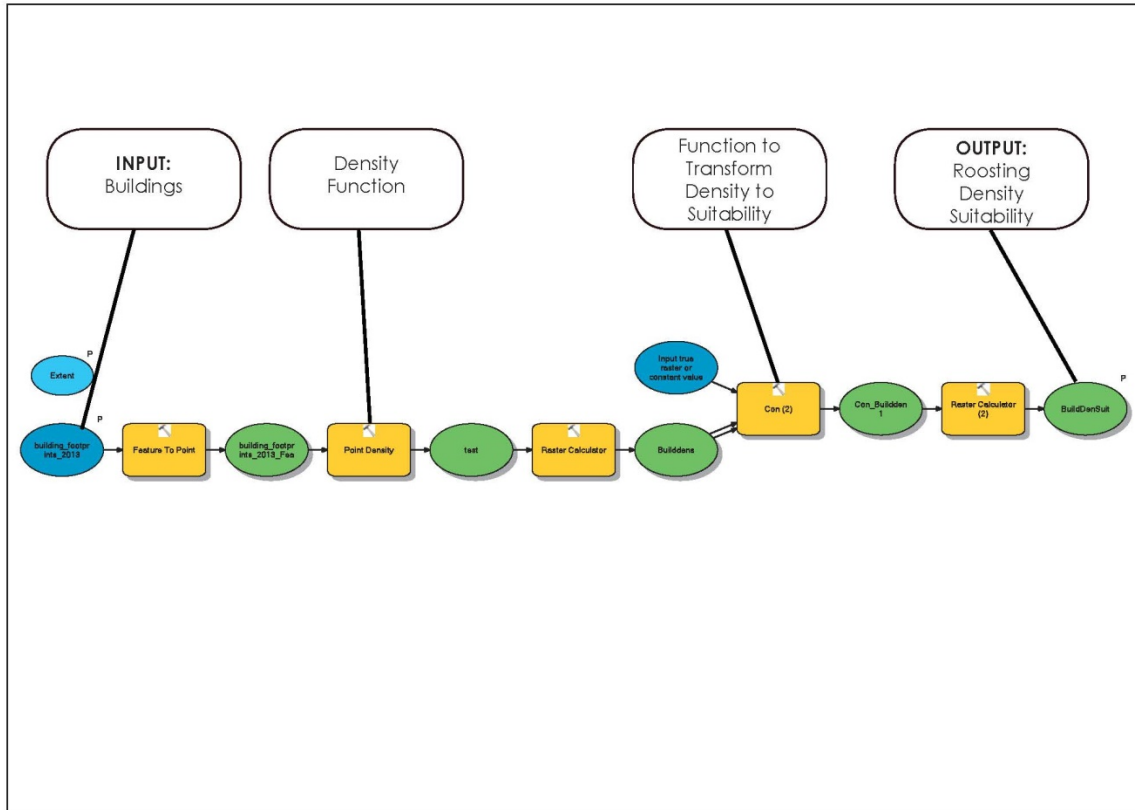 INPUT:
Buildings
Density
Function
Function to
Transform
Density to
Suitability
OUTPUT:
Roosting
Density
Suitability
P
Extent
P
building_footpr
ints_2013
Feature To Point
building_footpr
ints_2013_Fea
Point Density
test
Raster Calculator
Builddens
Input true
raster or
constant value
Con (2)
Con_Buildden
1
Raster Calculator
(2)
P
BuildDenSuit